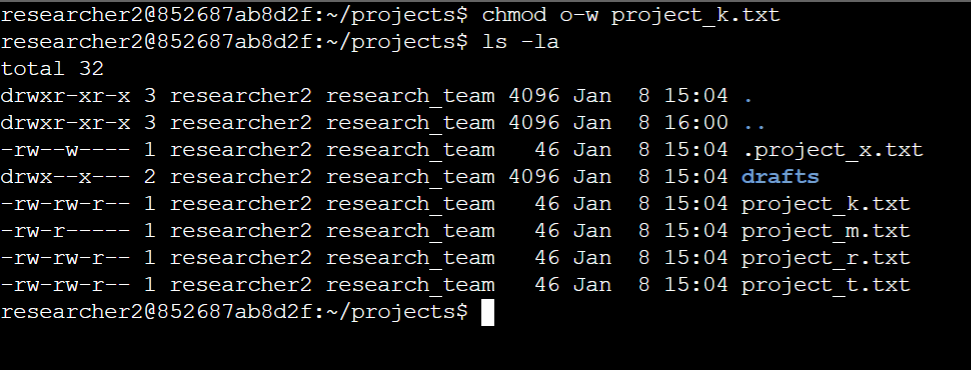 researcher2@852687ab8d2f:~/projects$ chmod o-w project_k.txt
researcher2@852687ab8d2f:~/projects$ ls -la
total 32
drwxr-xr-x 3 researcher2 research_team 4096 Jan  8 15:04 .
drwxr-xr-x 3 researcher2 research_team 4096 Jan  8 16:00 ..
-rw--w---- 1 researcher2 research_team   46 Jan  8 15:04 .project_x.txt
drwx--x--- 2 researcher2 research_team 4096 Jan  8 15:04 drafts
-rw-rw-r-- 1 researcher2 research_team   46 Jan  8 15:04 project_k.txt
-rw-r----- 1 researcher2 research_team   46 Jan  8 15:04 project_m.txt
-rw-rw-r-- 1 researcher2 research_team   46 Jan  8 15:04 project_r.txt
-rw-rw-r-- 1 researcher2 research_team   46 Jan  8 15:04 project_t.txt
researcher2@852687ab8d2f:~/projects$